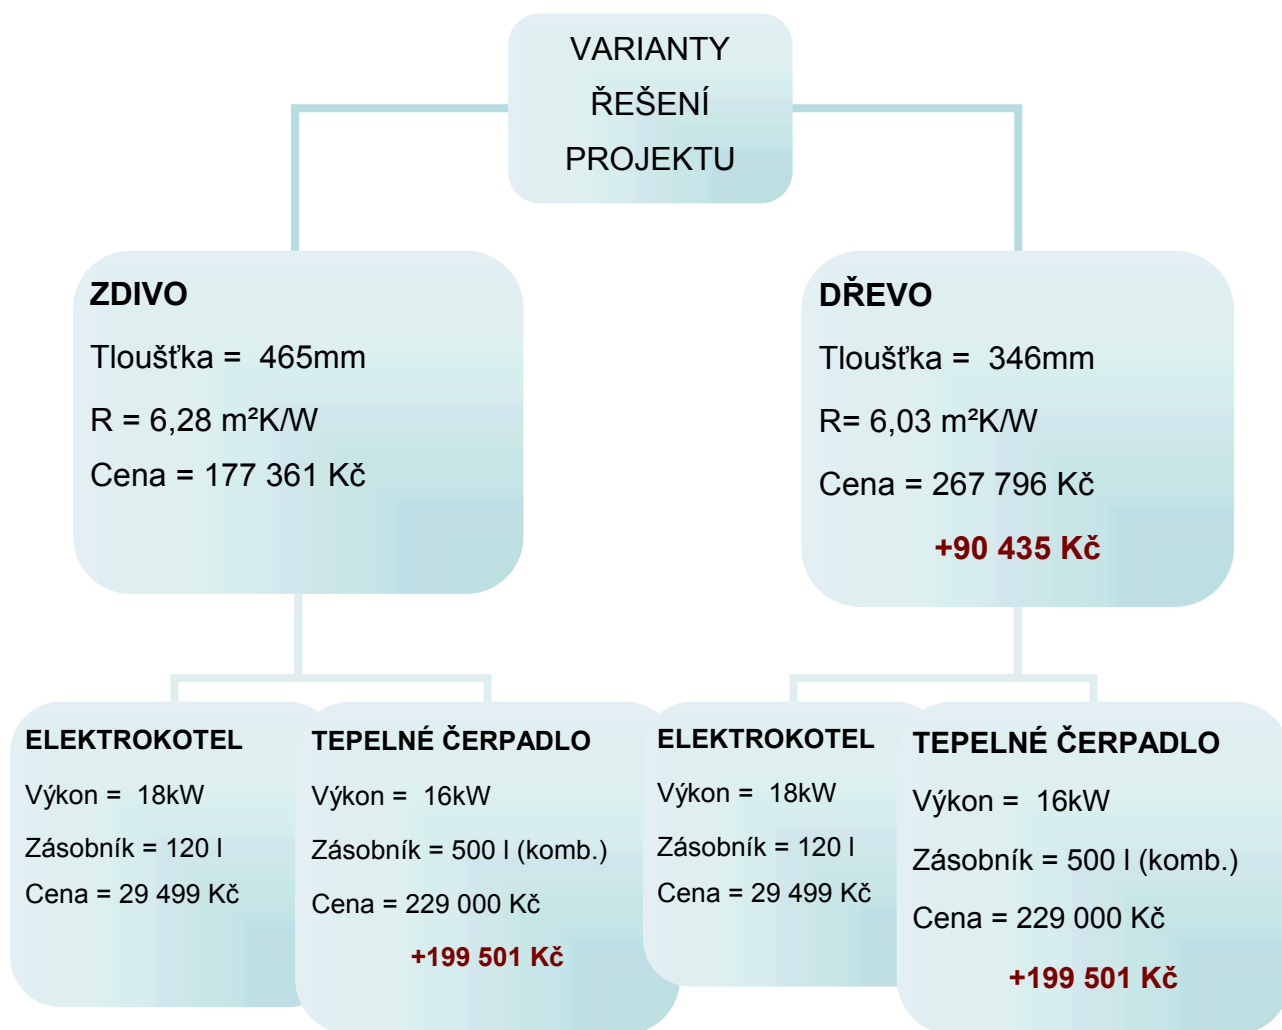 VARIANTY
ŘEŠENÍ
PROJEKTU
ZDIVO
Tloušťka =  465mm
R = 6,28 m²K/W
Cena = 177 361 Kč
DŘEVO
Tloušťka =  346mm
R= 6,03 m²K/W
Cena = 267 796 Kč
+90 435 Kč
ELEKTROKOTEL
Výkon =  18kW
Zásobník = 120 l
Cena = 29 499 Kč
TEPELNÉ ČERPADLO
Výkon =  16kW
Zásobník = 500 l (komb.)
Cena = 229 000 Kč
+199 501 Kč
ELEKTROKOTEL
Výkon =  18kW
Zásobník = 120 l
Cena = 29 499 Kč
TEPELNÉ ČERPADLO
Výkon =  16kW
Zásobník = 500 l (komb.)
Cena = 229 000 Kč
+199 501 Kč